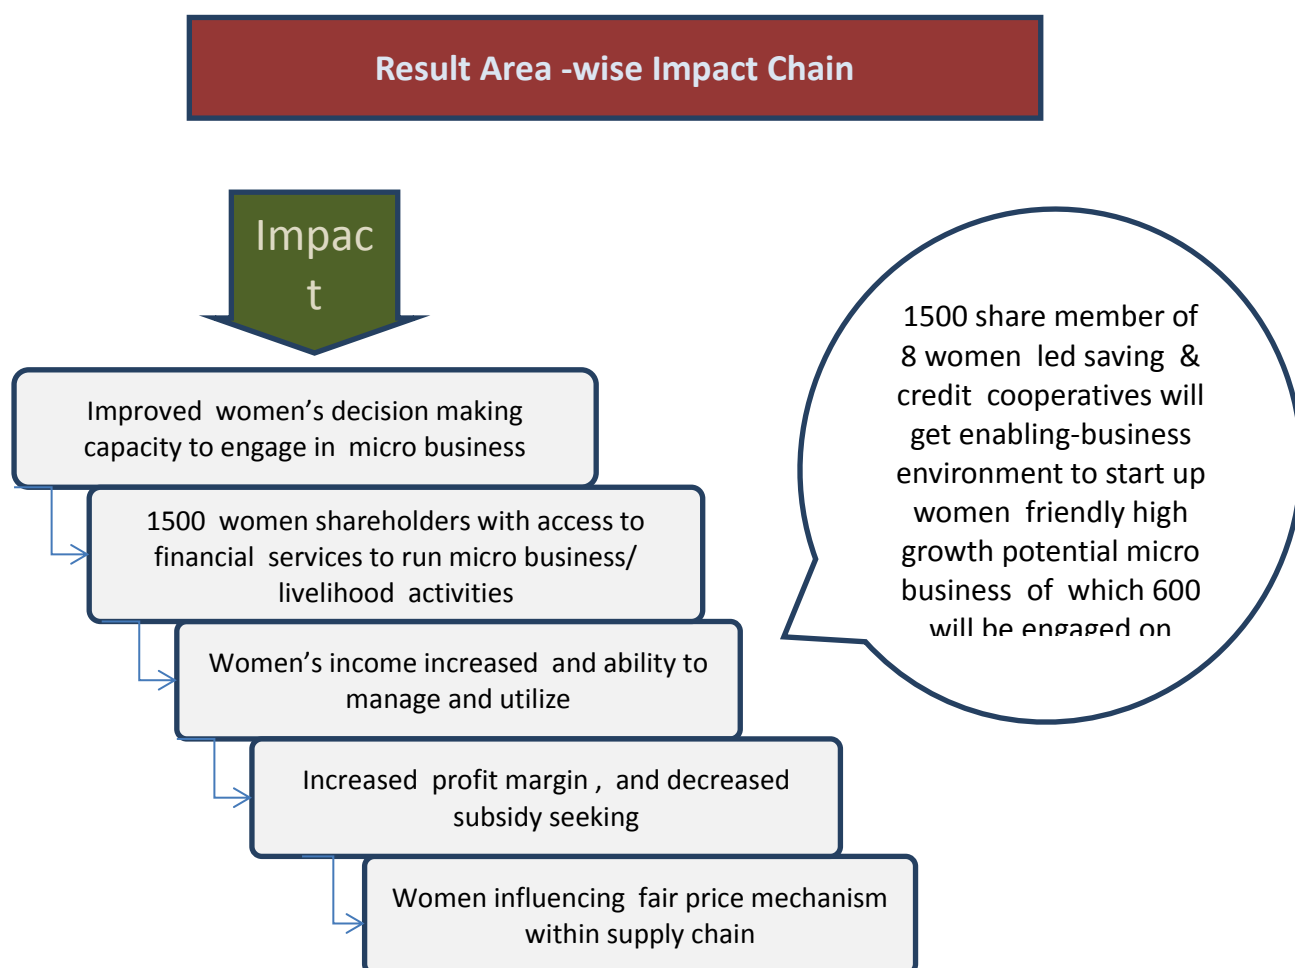 Result Area -wise Impact Chain
Impac
t
Improved women’s decision making
capacity to engage in micro business
1500 women shareholders with access to
financial services to run micro business/
livelihood activities
Women’s income increased and ability to
manage and utilize
Increased profit margin , and decreased
subsidy seeking
Women influencing fair price mechanism
within supply chain
1500 share member of
8 women led saving &
credit cooperatives will
get enabling-business
environment to start up
women friendly high
growth potential micro
business of which 600
will be engaged on